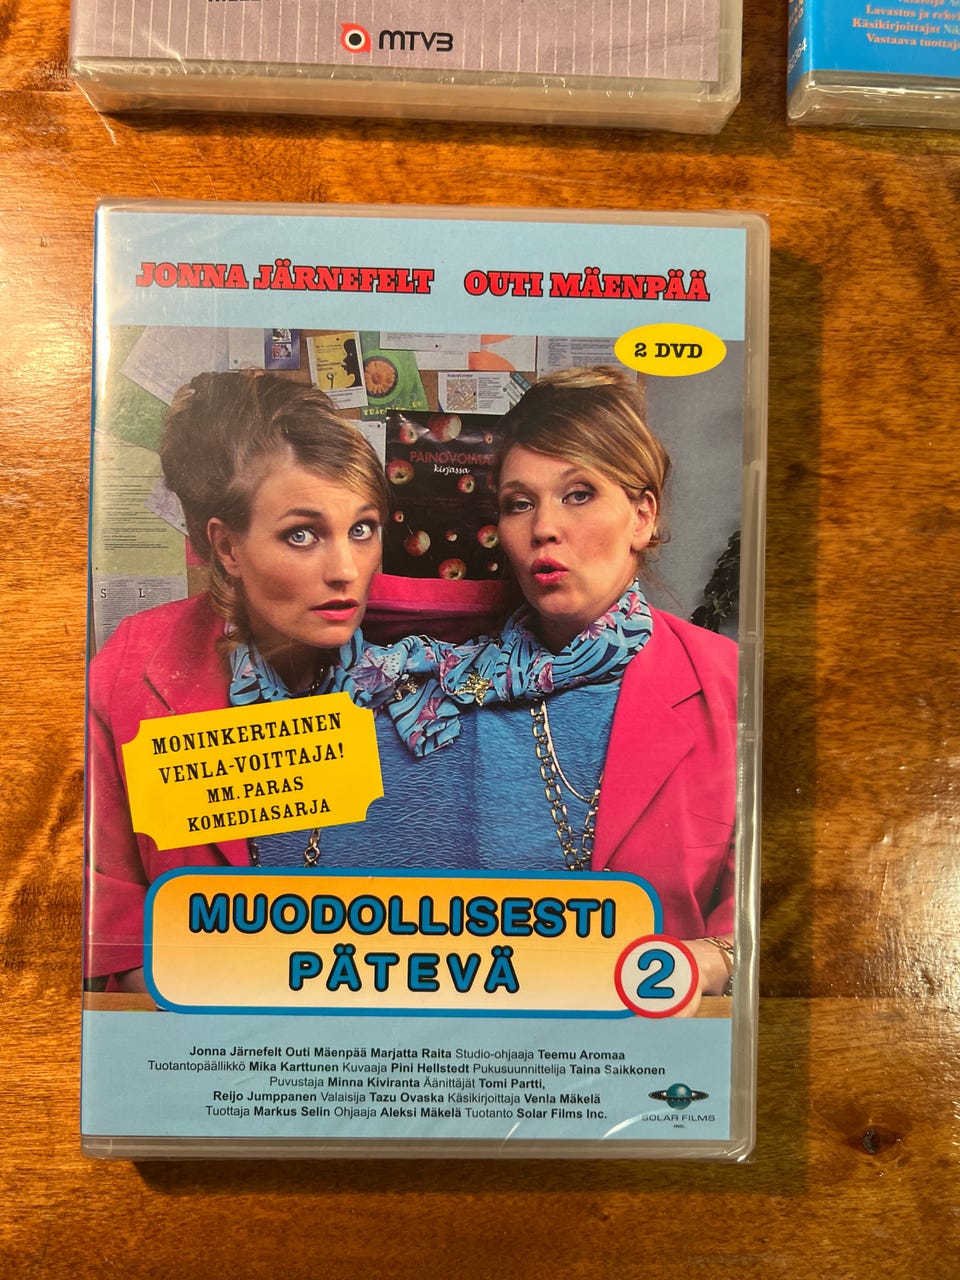 MTV3
Lavastus ja
Käsikirjoittajat
Vastaava tuottaja
JONNA JÄRNEFELT OUTI MÄENPÄÄ
2 DVD
PAINOVOIMA
kirjassa
S L
MONINKERTAINEN
VENLA-VOITTAJA!
MM. PARAS
KOMEDIASARJA
MUODOLLISESTI
PÄTEVÄ
2
Jonna Järnefelt Outi Mäenpää Marjatta Raita Studio-ohjaaja Teemu Aromaa
Tuotantopäällikkö Mika Karttunen Kuvaaja Pini Hellstedt Pukusuunnittelija Taina Saikkonen
Puvustaja Minna Kiviranta Äänittäjät Tomi Partti,
Reijo Jumppanen Valaisija Tazu Ovaska Käsikirjoittaja Venla Mäkelä
Tuottaja Markus Selin Ohjaaja Aleksi Mäkelä Tuotanto Solar Films Inc.
SOLAR FILMS
INC.